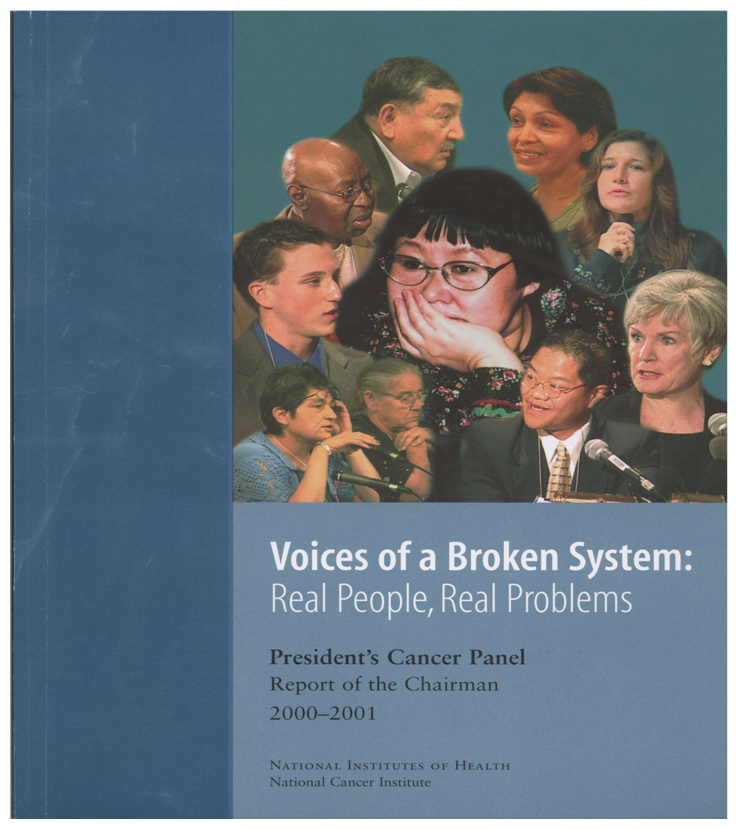 Voices of a Broken System:
Real People, Real Problems
President's Cancer Panel
Report of the Chairman
2000–2001
National Institutes of Health
National Cancer Institute